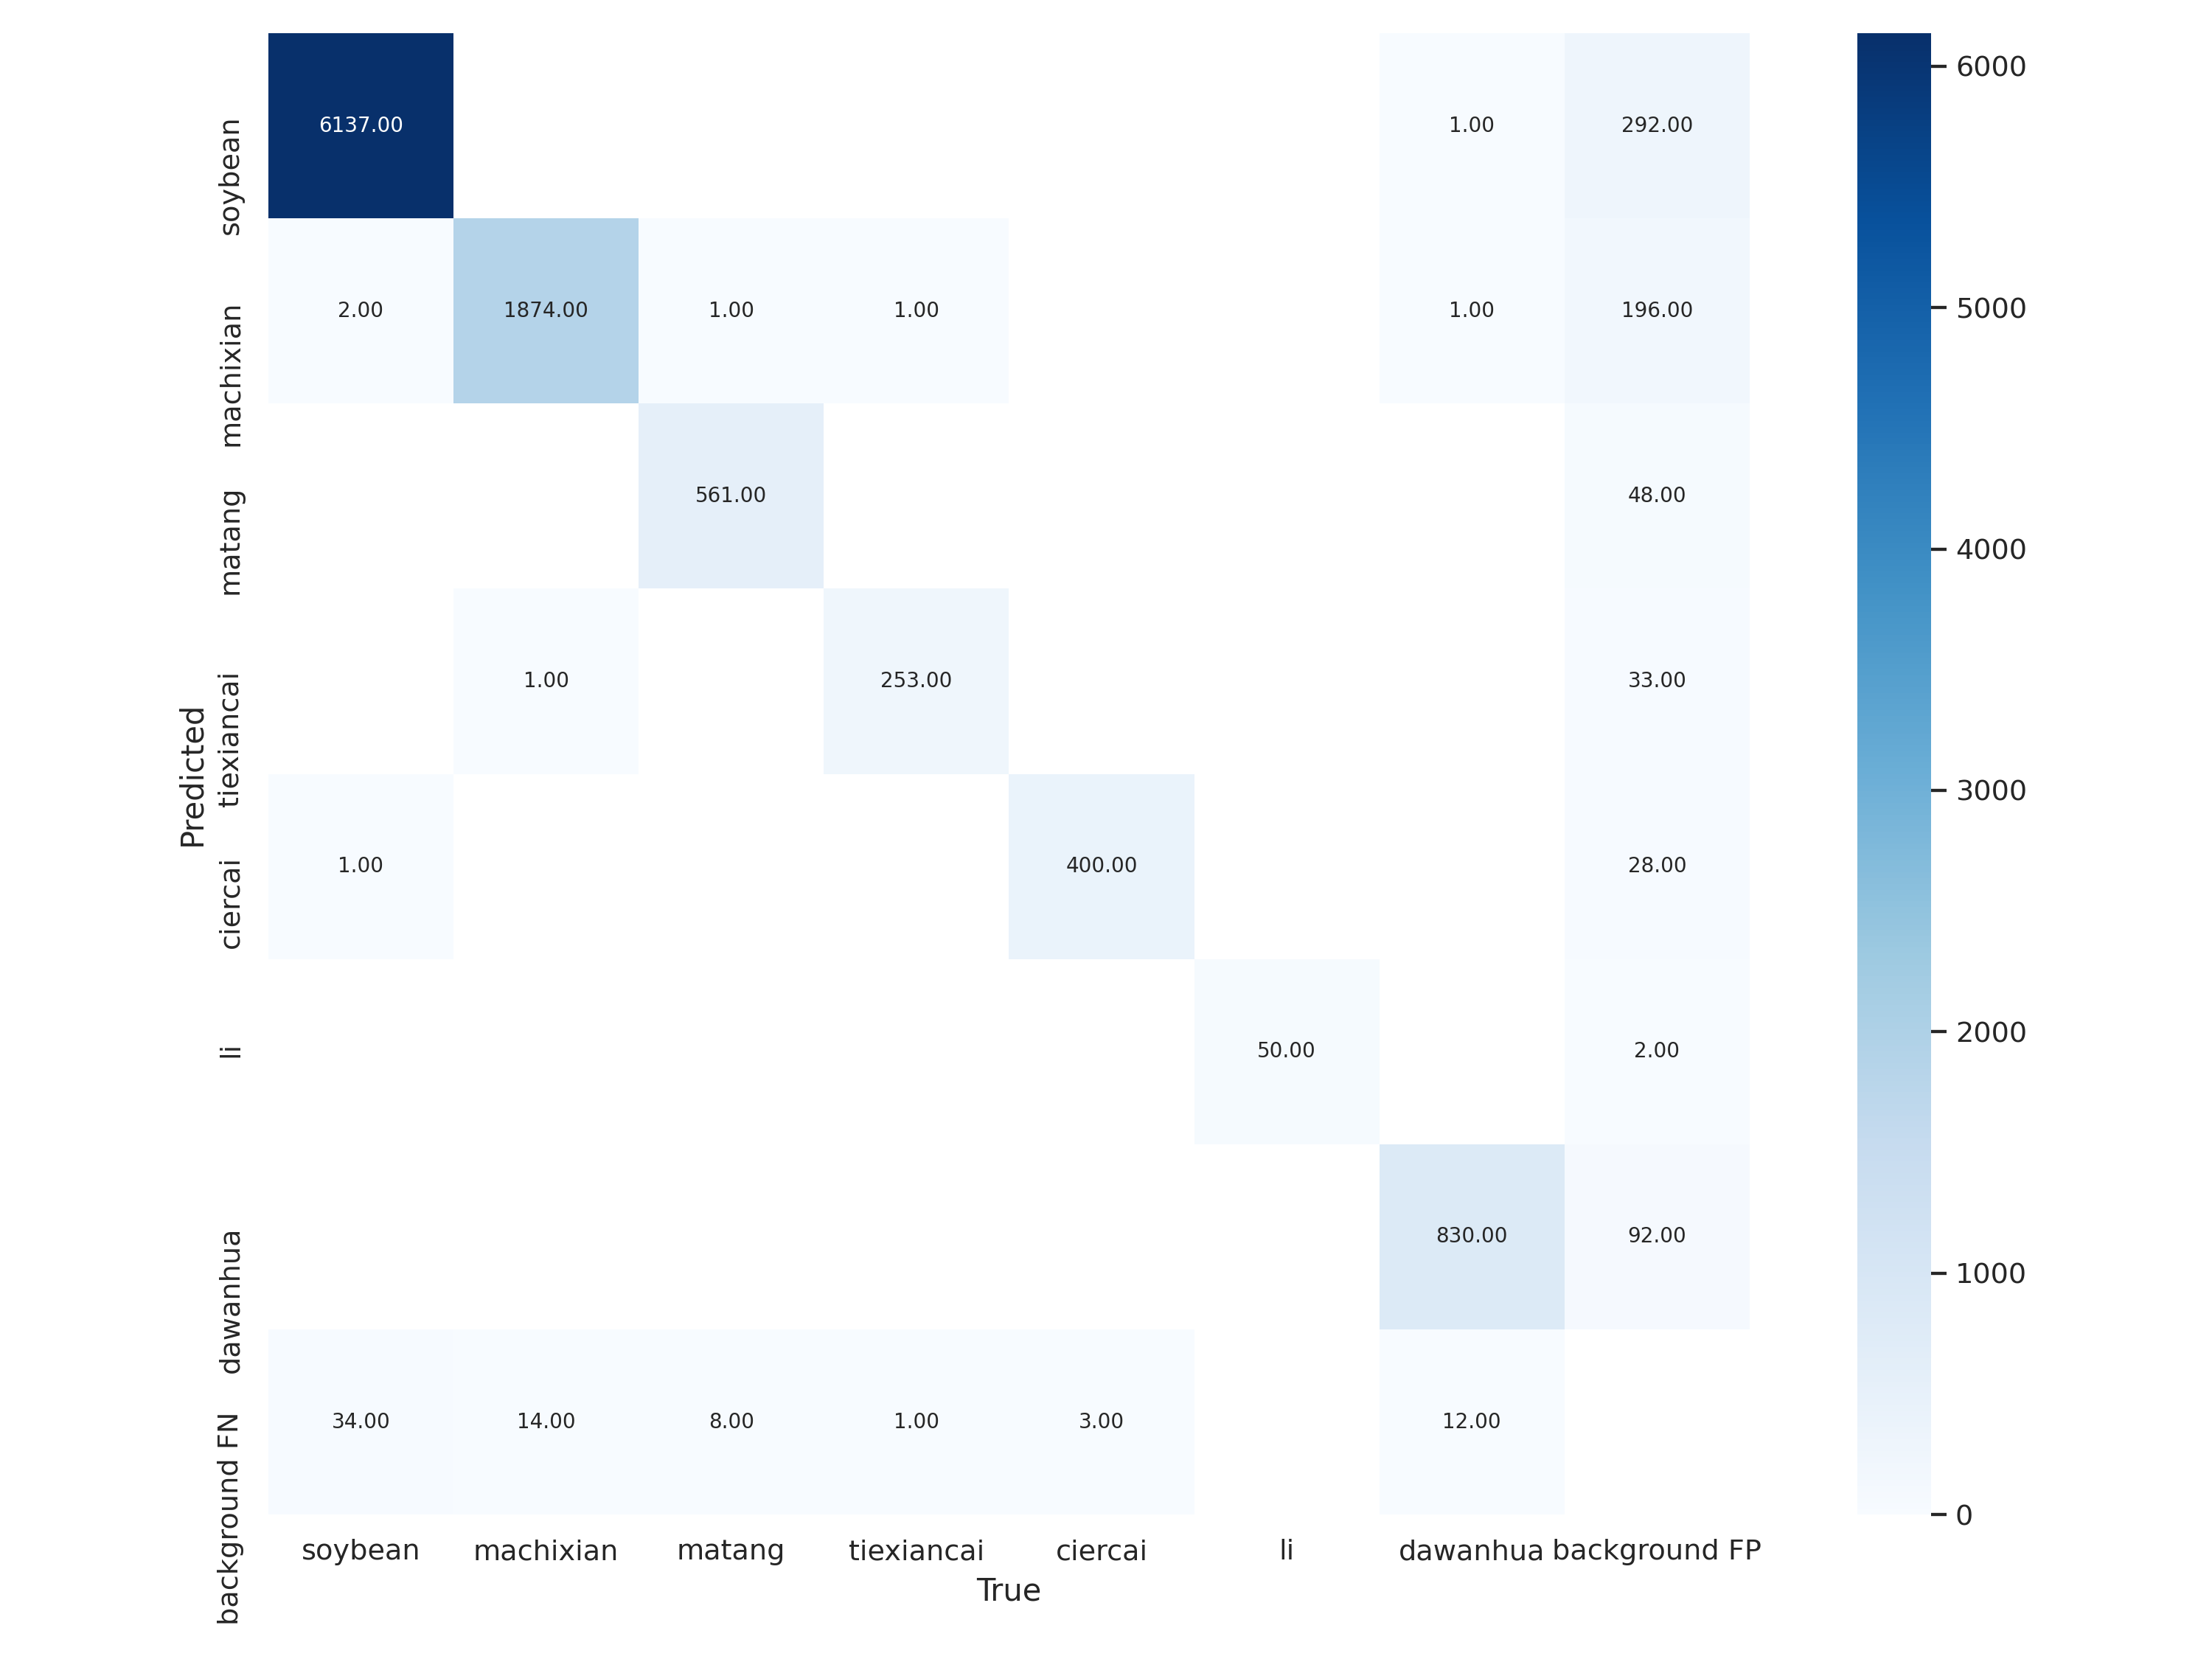 6137.00 1.00 292.00
2.00 1874.00 1.00 1.00 1.00 196.00
561.00 48.00
1.00 253.00 33.00
1.00 400.00 28.00
50.00 2.00
830.00 92.00
34.00 14.00 8.00 1.00 3.00 12.00
soybean
machixian
matang
tiexiancai
ciercai
li
dawanhua
background FN
Predicted
soybean machixian matang tiexiancai ciercai li dawanhua background FP
True
6000
5000
4000
3000
2000
1000
0